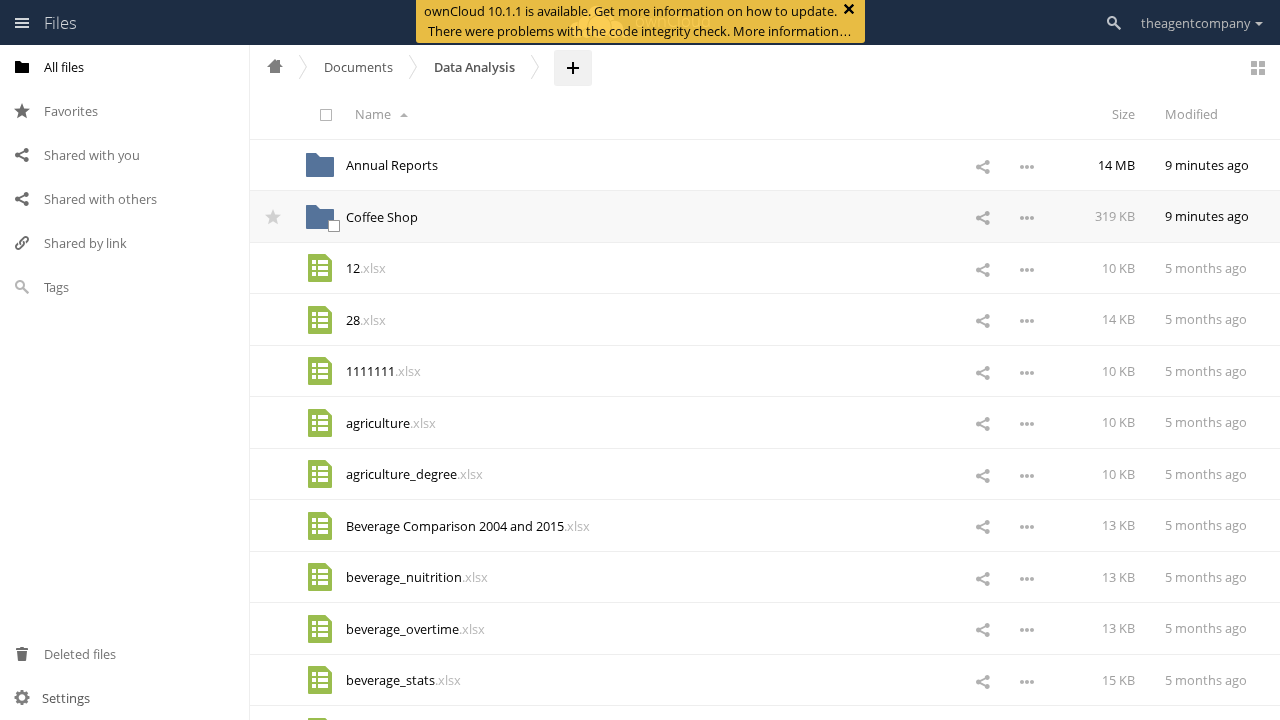 Files
ownCloud 10.1.1 is available. Get more information on how to update.
There were problems with the code integrity check. More information…
theagentcompany
All files
Favorites
Shared with you
Shared with others
Shared by link
Tags
Deleted files
Settings
Documents
Data Analysis
Name
Size
Modified
Annual Reports
14 MB
9 minutes ago
Coffee Shop
319 KB
9 minutes ago
12.xlsx
10 KB
5 months ago
28.xlsx
14 KB
5 months ago
1111111.xlsx
10 KB
5 months ago
agriculture.xlsx
10 KB
5 months ago
agriculture_degree.xlsx
10 KB
5 months ago
Beverage Comparison 2004 and 2015.xlsx
13 KB
5 months ago
beverage_nuitrition.xlsx
13 KB
5 months ago
beverage_overtime.xlsx
13 KB
5 months ago
beverage_stats.xlsx
15 KB
5 months ago